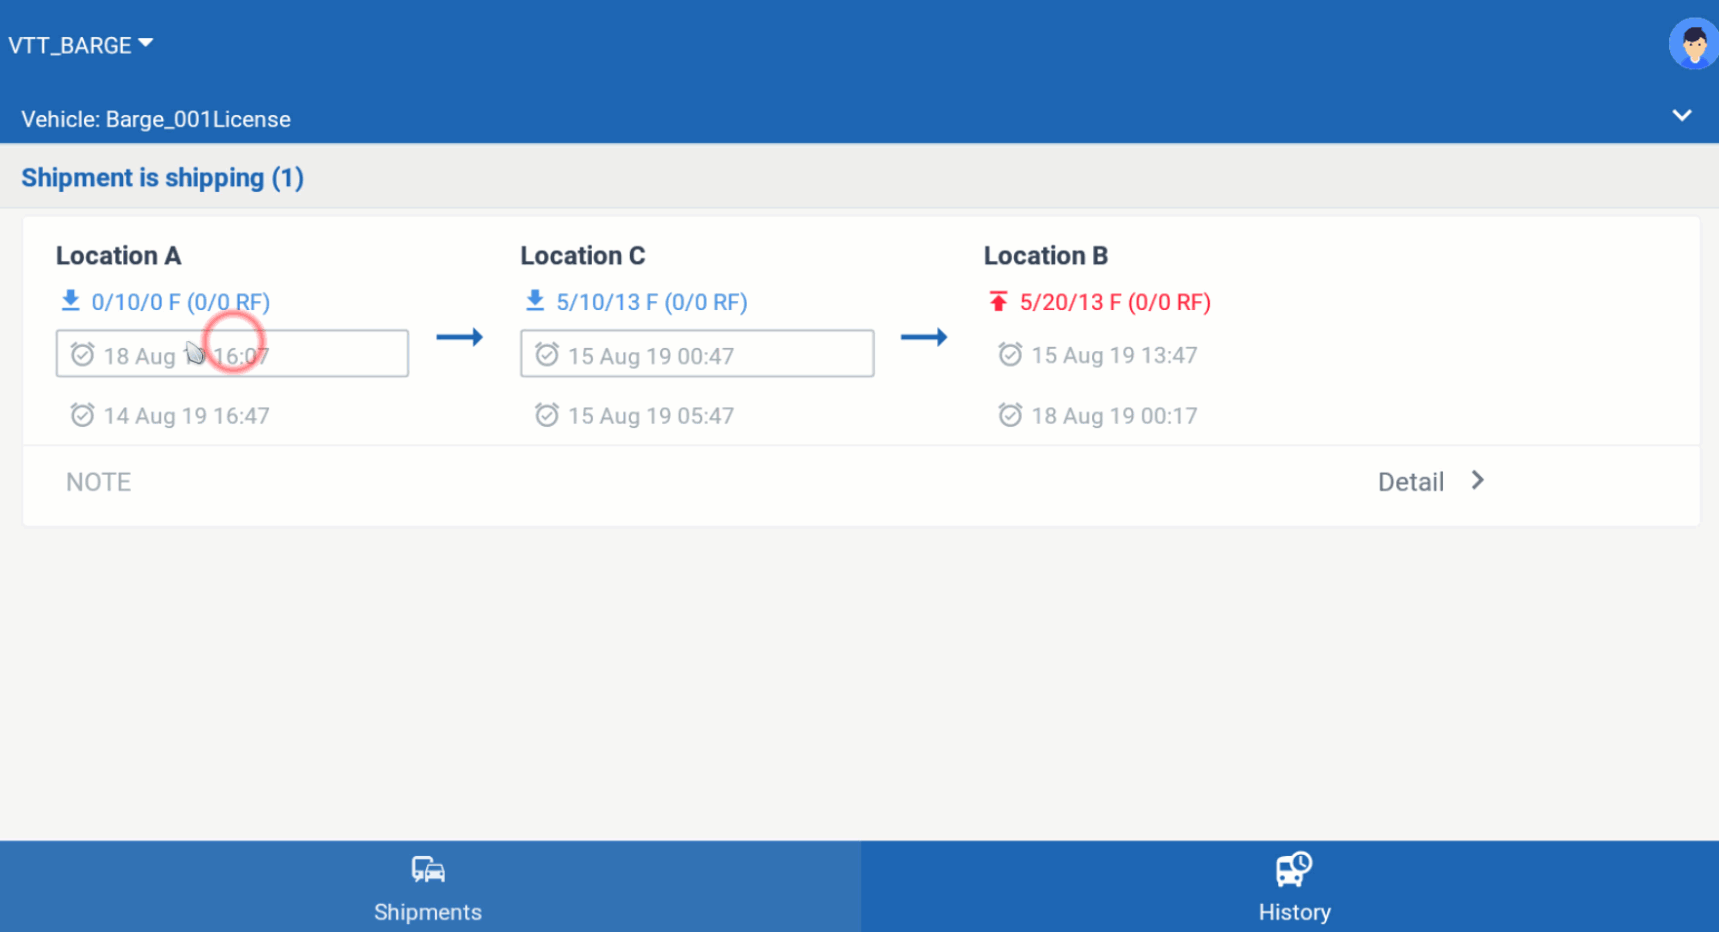 VTT_BARGE
Vehicle: Barge_001License
Shipment is shipping (1)
Location A
0/10/0 F (0/0 RF)
18 Aug 16:07
14 Aug 19 16:47
Location C
5/10/13 F (0/0 RF)
15 Aug 19 00:47
15 Aug 19 05:47
Location B
5/20/13 F (0/0 RF)
15 Aug 19 13:47
18 Aug 19 00:17
NOTE
Detail
Shipments
History